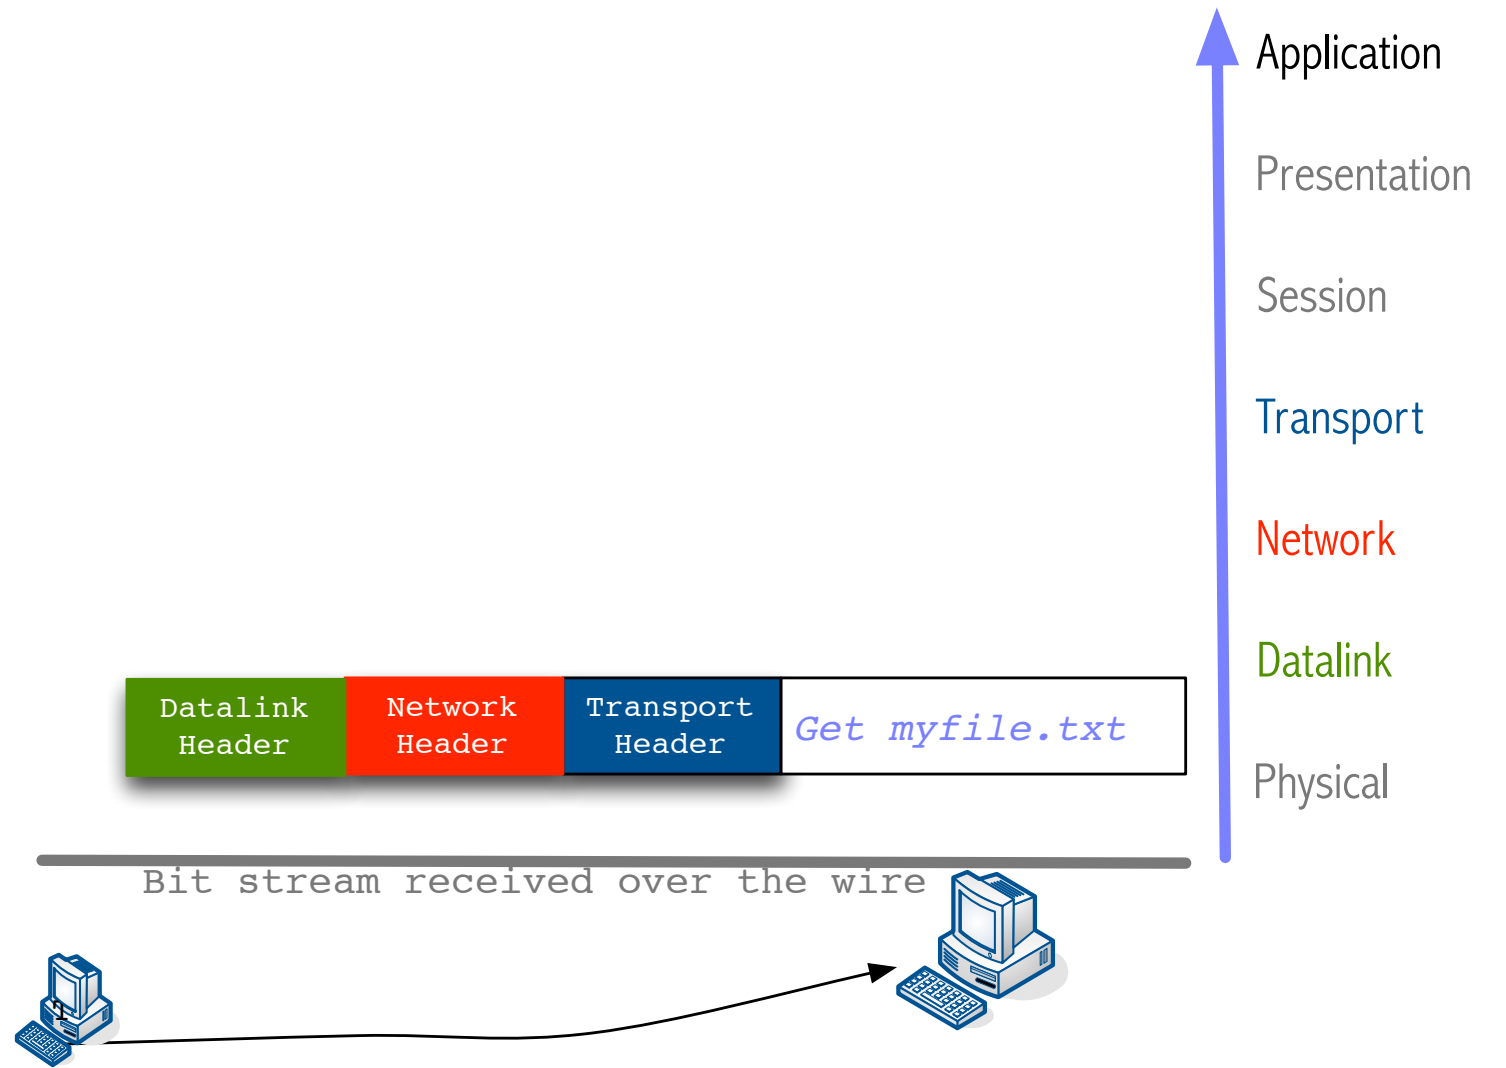 Application
Presentation
Session
Transport
Network
Datalink
Physical
Datalink
Header
Network
Header
Transport
Header
Get myfile.txt
Bit stream received over the wire
1